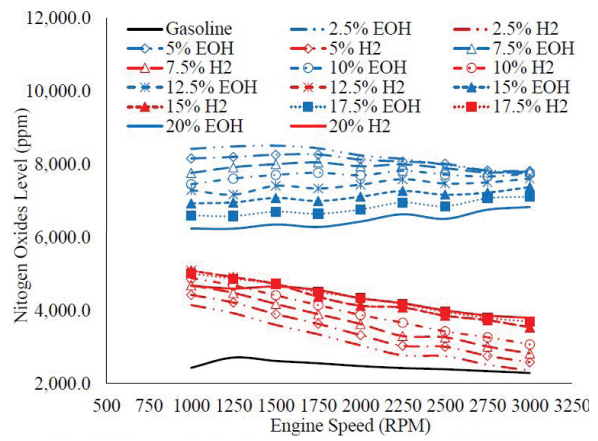 12,000.0
10,000.0
8,000.0
6,000.0
4,000.0
2,000.0
Nitogen Oxides Level (ppm)
Gasoline 2.5% EOH 2.5% H2
5% EOH 5% H2 7.5% EOH
7.5% H2 10% EOH 10% H2
12.5% EOH 12.5% H2 15% EOH
15% H2 17.5% EOH 17.5% H2
20% EOH 20% H2
500 750 1000 1250 1500 1750 2000 2250 2500 2750 3000 3250
Engine Speed (RPM)